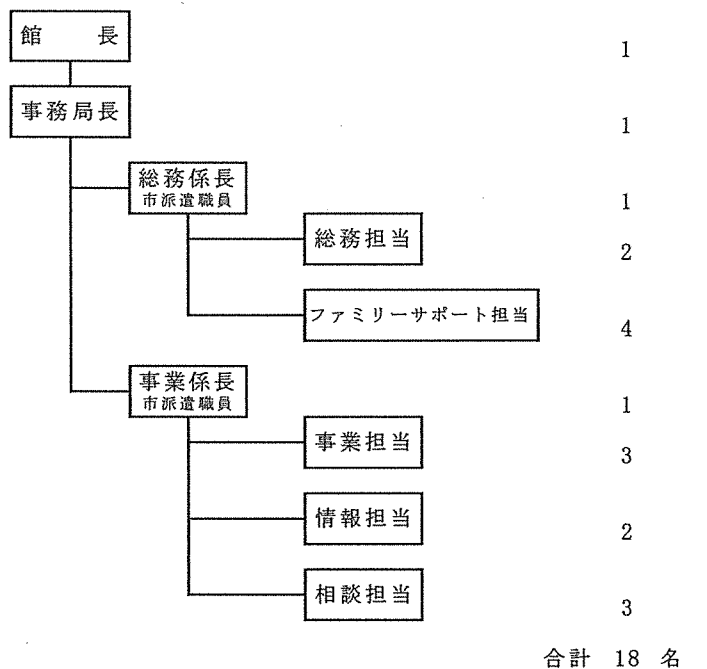 館　　長 1
事務局長 1
総務係長
市派遣職員 1
総務担当 2
ファミリーサポート担当 4
事業係長
市派遣職員 1
事業担当 3
情報担当 2
相談担当 3
合計 18 名